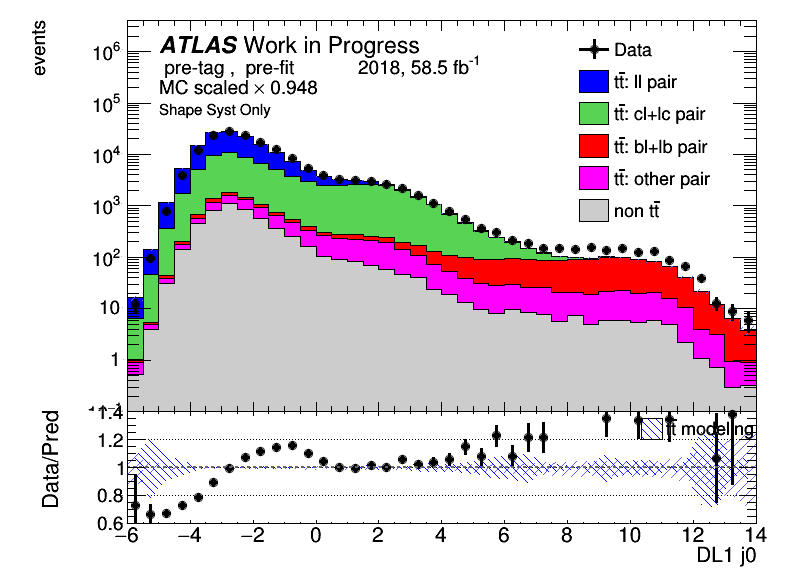 events
ATLAS Work in Progress
pre-tag , pre-fit 2018, 58.5 fb⁻¹
MC scaled × 0.948
Shape Syst Only
Data
tt̄: ll pair
tt̄: cl+lc pair
tt̄: bl+lb pair
tt̄: other pair
non tt̄
10⁶
10⁵
10⁴
10³
10²
10
1
Data/Pred
1.4
1.2
1
0.8
0.6
tt̄ modeling
−6 −4 −2 0 2 4 6 8 10 12 14
DL1 j0